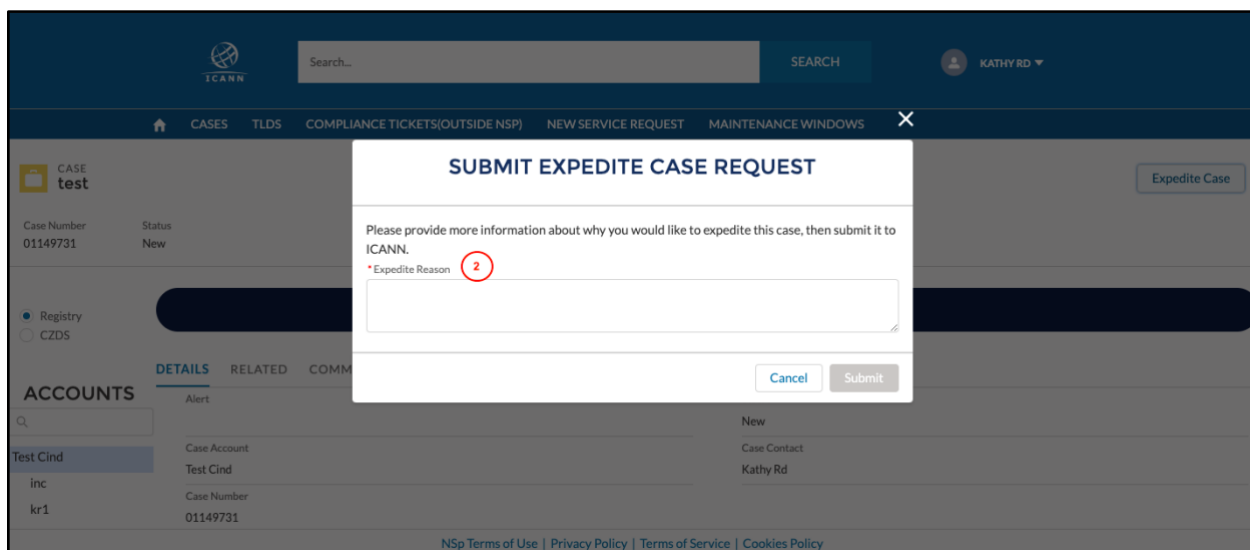 ICANN
Search...
SEARCH
KATHY RD
CASES TLDS COMPLIANCE TICKETS(OUTSIDE NSP) NEW SERVICE REQUEST MAINTENANCE WINDOWS
CASE
test
Expedite Case
Case Number Status
01149731 New
SUBMIT EXPEDITE CASE REQUEST
Please provide more information about why you would like to expedite this case, then submit it to
ICANN.
* Expedite Reason 2
Cancel Submit
Registry
CZDS
ACCOUNTS
Test Cind
inc
kr1
DETAILS RELATED COMM
Alert
New
Case Account Case Contact
Test Cind Kathy Rd
Case Number
01149731
NSp Terms of Use | Privacy Policy | Terms of Service | Cookies Policy